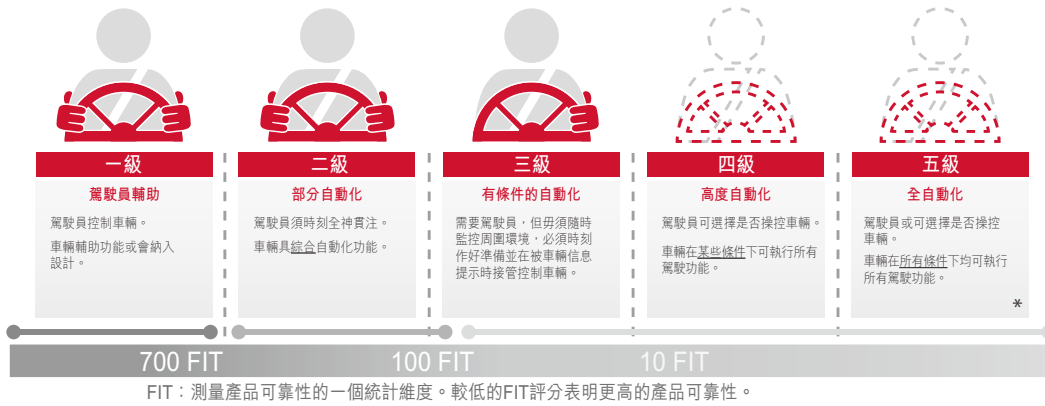 一級
駕駛員輔助
駕駛員控制車輛。
車輛輔助功能或會納入
設計。
二級
部分自動化
駕駛員須時刻全神貫注。
車輛具綜合自動化功能。
三級
有條件的自動化
需要駕駛員，但毋須隨時
監控周圍環境，必須時刻
作好準備並在被車輛信息
提示時接管控制車輛。
四級
高度自動化
駕駛員可選擇是否操控車輛。
車輛在某些條件下可執行所有
駕駛功能。
五級
全自動化
駕駛員或可選擇是否操控
車輛。
車輛在所有條件下均可執行
所有駕駛功能。
*
700 FIT
100 FIT
10 FIT
FIT：測量產品可靠性的一個統計維度。較低的FIT評分表明更高的產品可靠性。